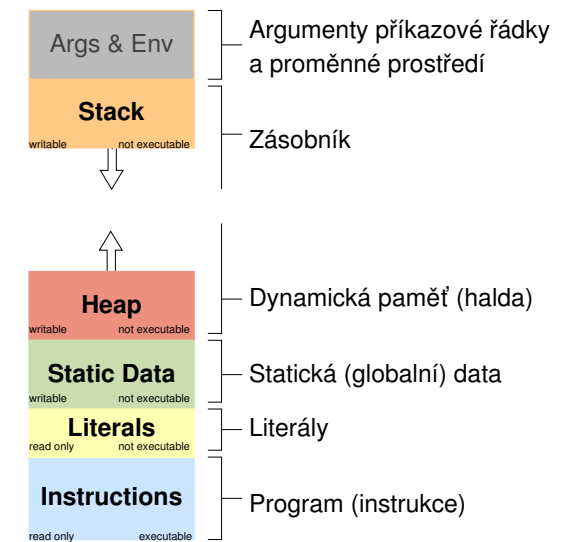 Args & Env
Argumenty příkazové řádky
a proměnné prostředí
Stack
writable not executable
Zásobník
Heap
writable not executable
Dynamická paměť (halda)
Static Data
writable not executable
Statická (globalní) data
Literals
read only not executable
Literály
Instructions
read only executable
Program (instrukce)